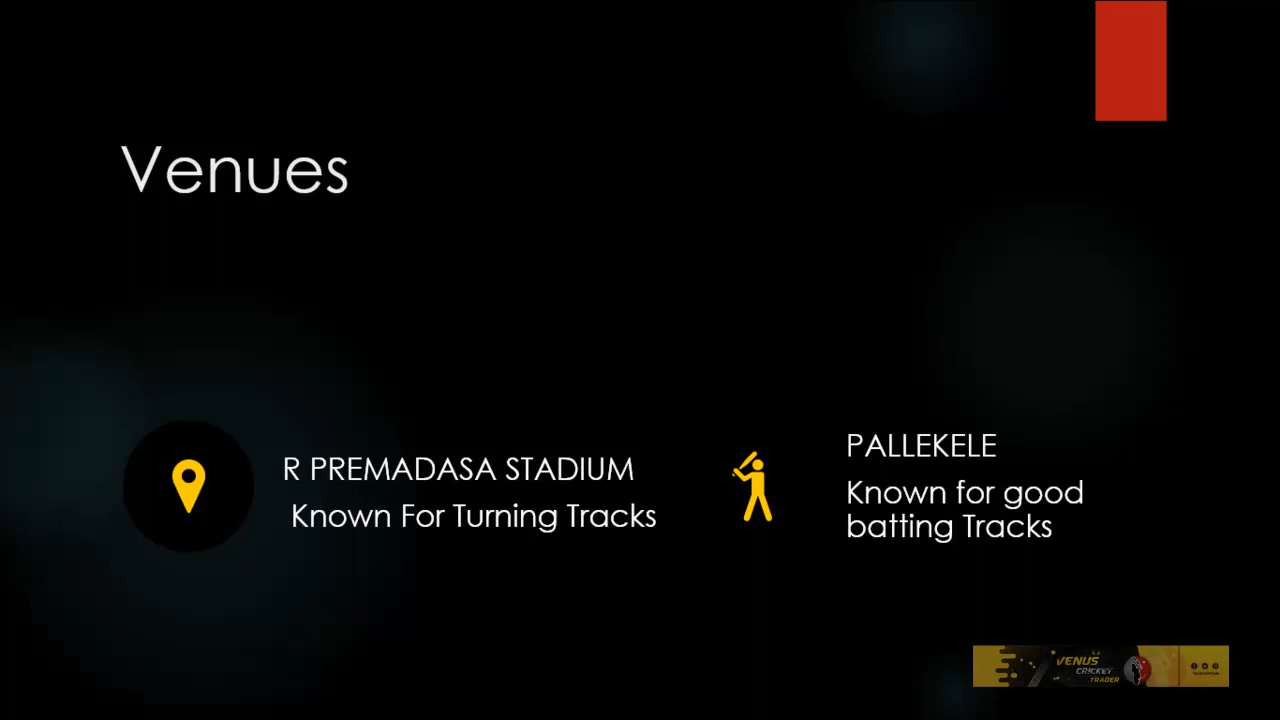 Venues
R PREMADASA STADIUM
Known For Turning Tracks
PALLEKELE
Known for good
batting Tracks
VENUS
CRICKET
TRADER